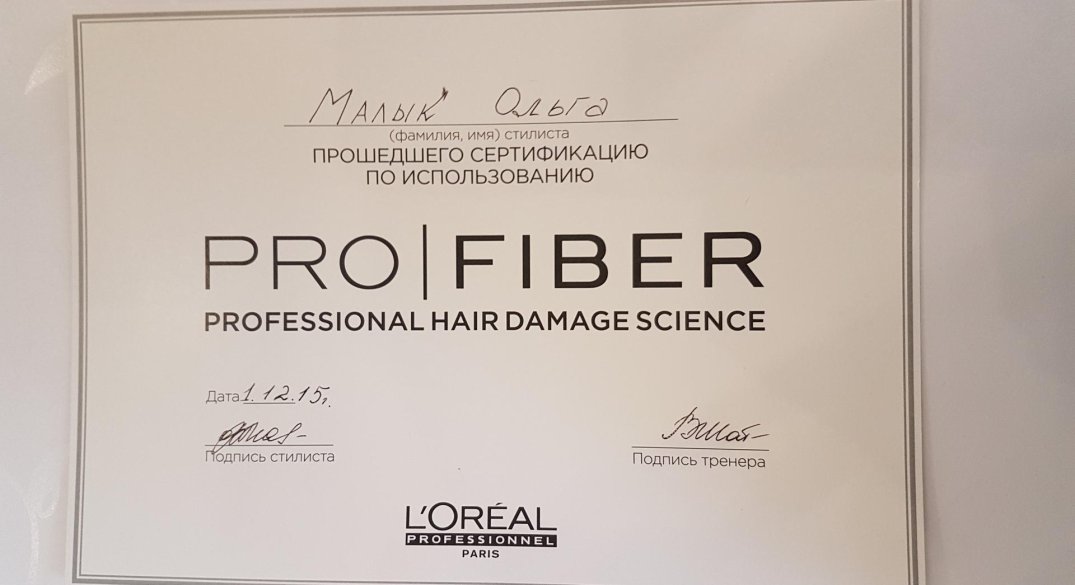 Малык Ольга
(фамилия, имя) стилиста
ПРОШЕДШЕГО СЕРТИФИКАЦИЮ
ПО ИСПОЛЬЗОВАНИЮ
PRO|FIBER
PROFESSIONAL HAIR DAMAGE SCIENCE
Дата 1.12.15г.
Подпись стилиста
Подпись тренера
L'ORÉAL
PROFESSIONNEL
PARIS